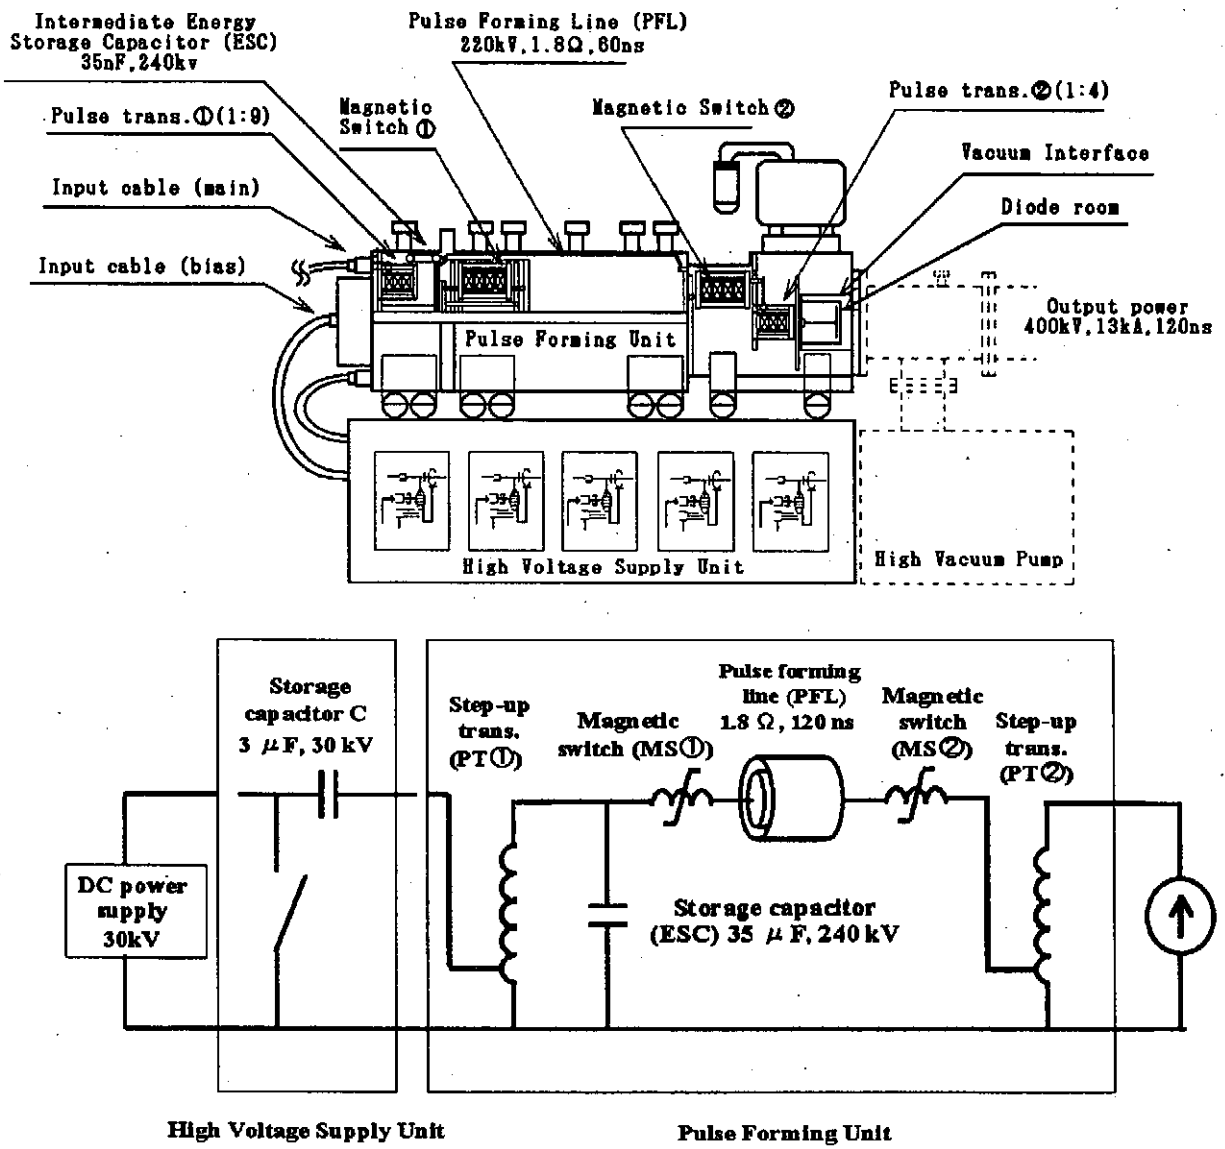 Intermediate Energy
Storage Capacitor (ESC)
35nF,240kv
Pulse Forming Line (PFL)
220kV,1.8Ω,60ns
Pulse trans.①(1:9)
Magnetic
Switch ①
Magnetic Switch②
Pulse trans.②(1:4)
Vacuum Interface
Input cable (main)
Diode room
Input cable (bias)
Output power
400kV,13kA,120ns
Pulse Forming Unit
High Voltage Supply Unit
High Vacuum Pump
Storage
capacitor C
3 μF, 30 kV
Step-up
trans.
(PT①)
Magnetic
switch (MS①)
Pulse forming
line (PFL)
1.8 Ω, 120 ns
Magnetic
switch
(MS②)
Step-up
trans.
(PT②)
DC power
supply
30kV
Storage capacitor
(ESC) 35 μF, 240 kV
High Voltage Supply Unit
Pulse Forming Unit